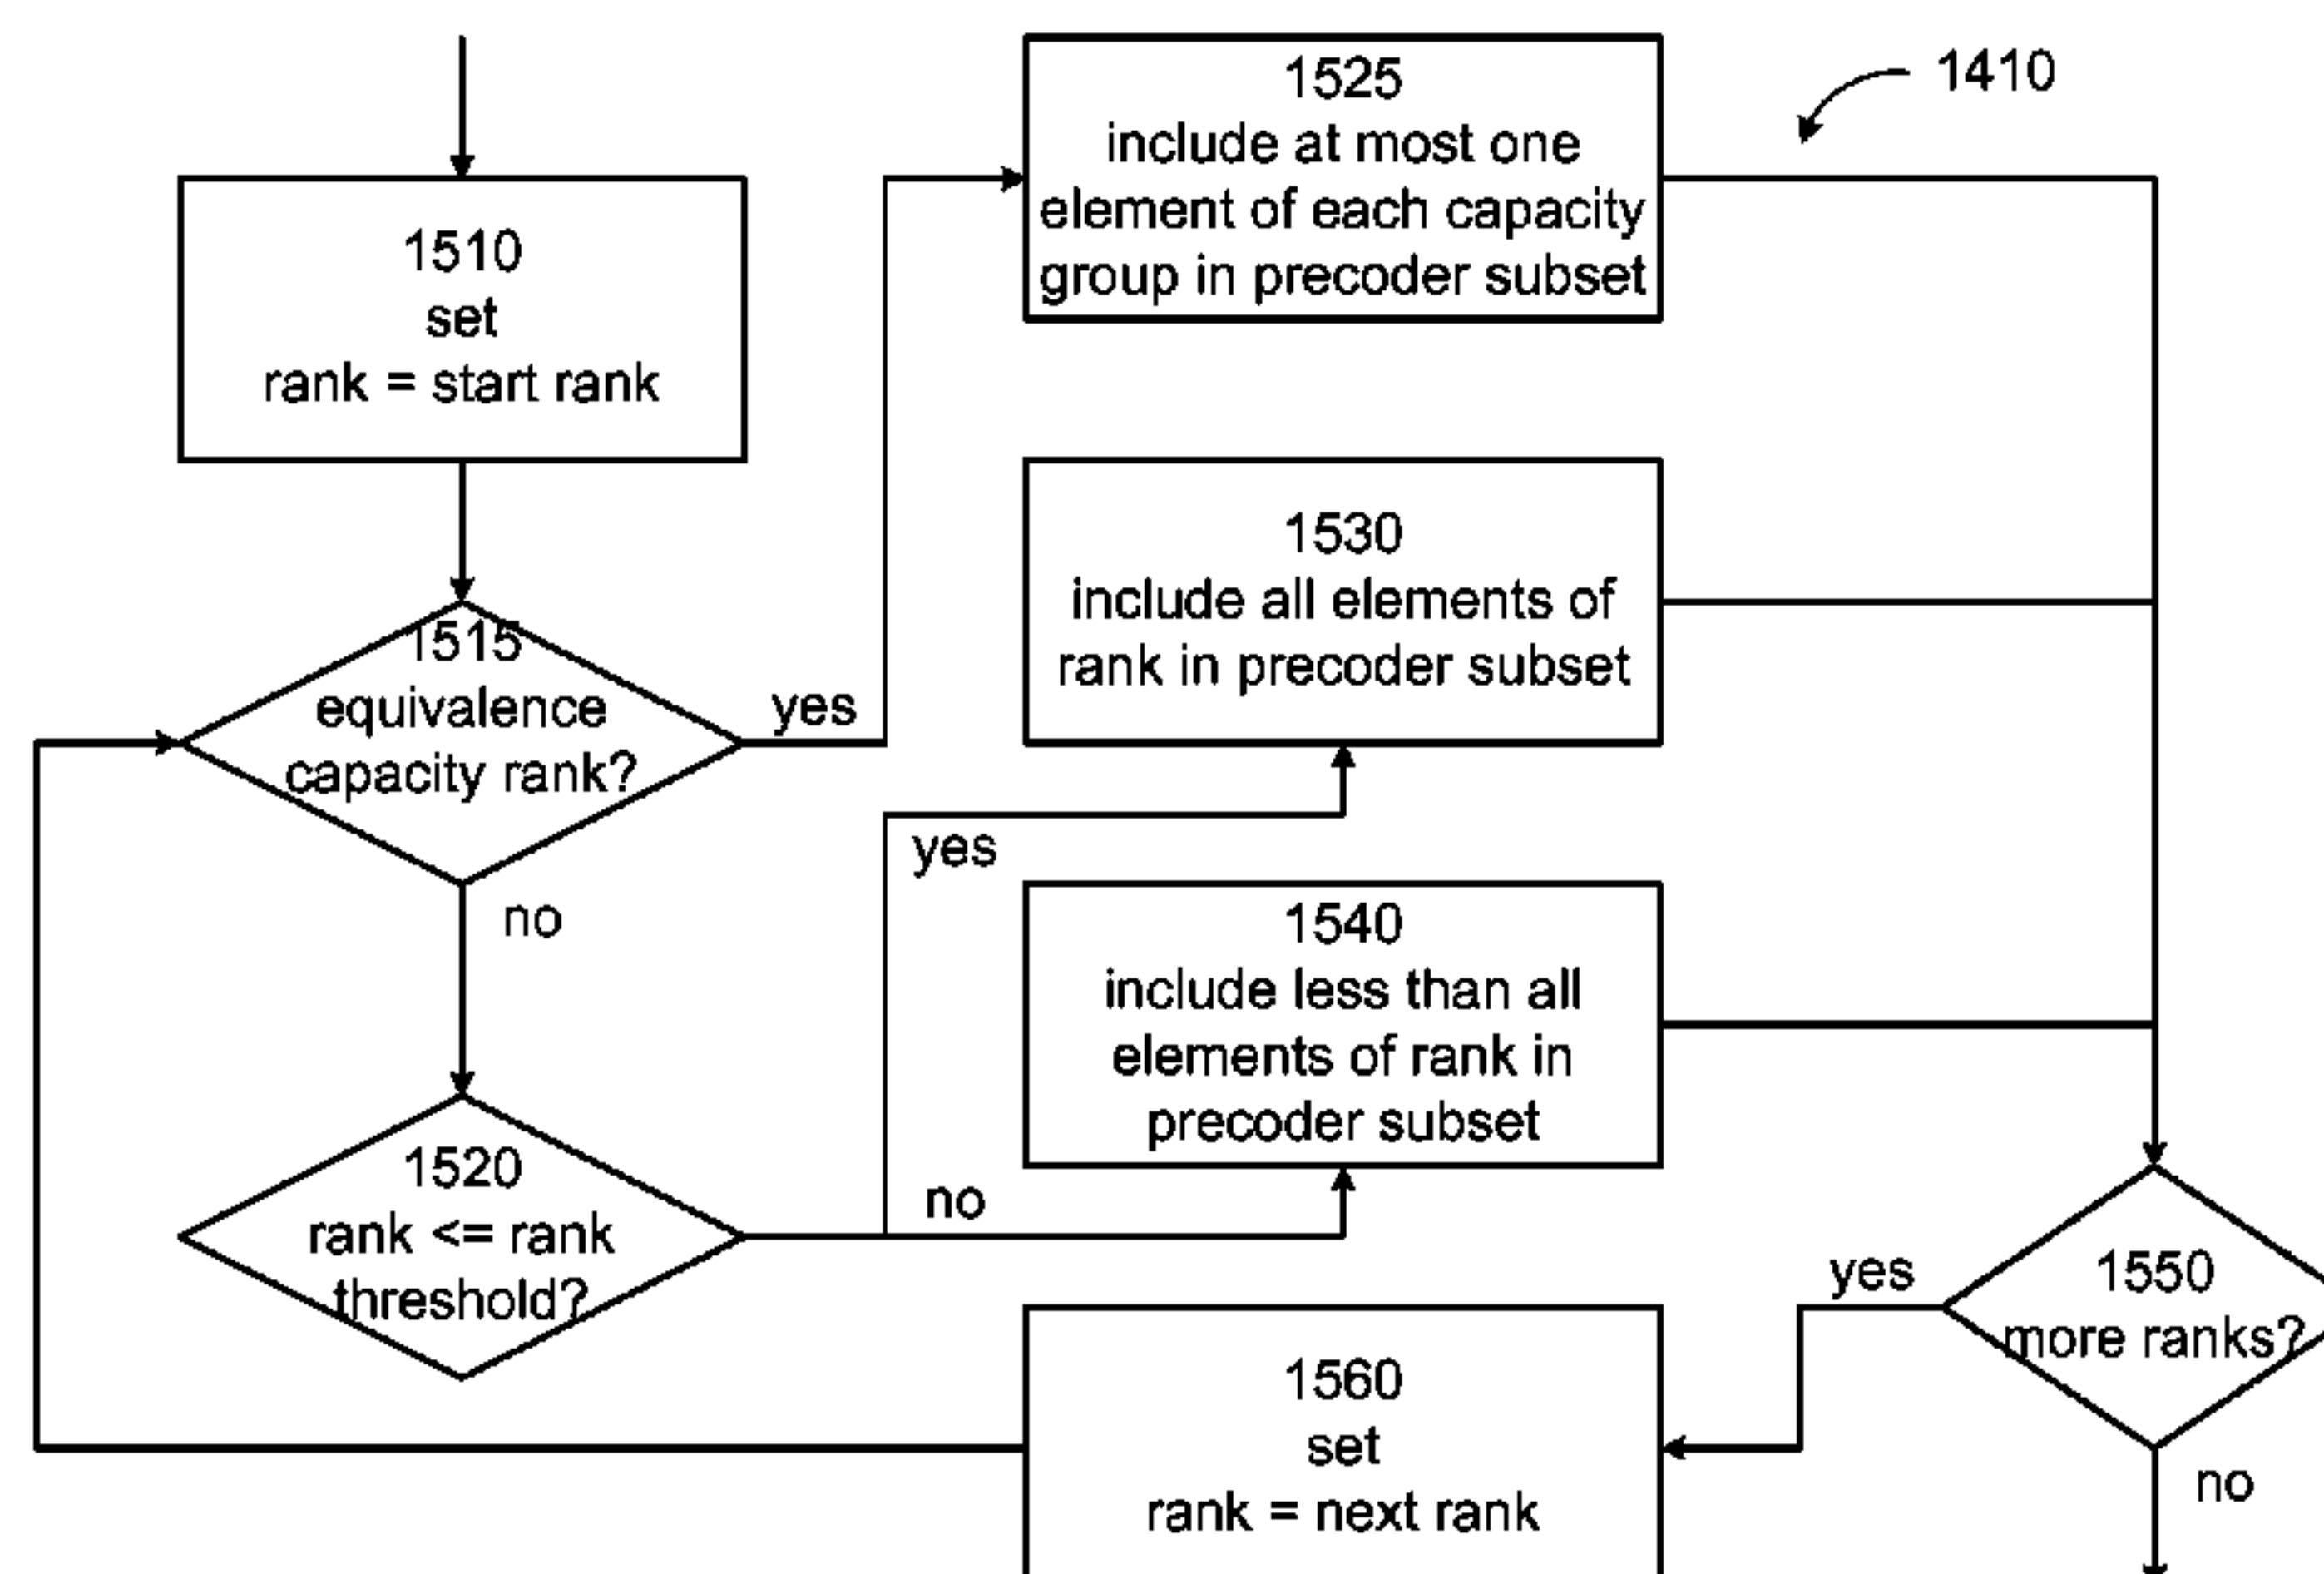 1510
set
rank = start rank
1515
equivalence
capacity rank?
yes
no
1520
rank <= rank
threshold?
yes
no
1525
include at most one
element of each capacity
group in precoder subset
1410
1530
include all elements of
rank in precoder subset
1540
include less than all
elements of rank in
precoder subset
1550
more ranks?
yes
no
1560
set
rank = next rank